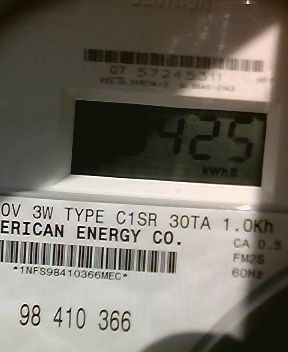 07 57245311
425
kWh
OV 3W TYPE C1SR 30TA 1.0Kh
ERICAN ENERGY CO. CA 0.5
FM2S
*1NFS98410366MEC* 60Hz
98 410 366